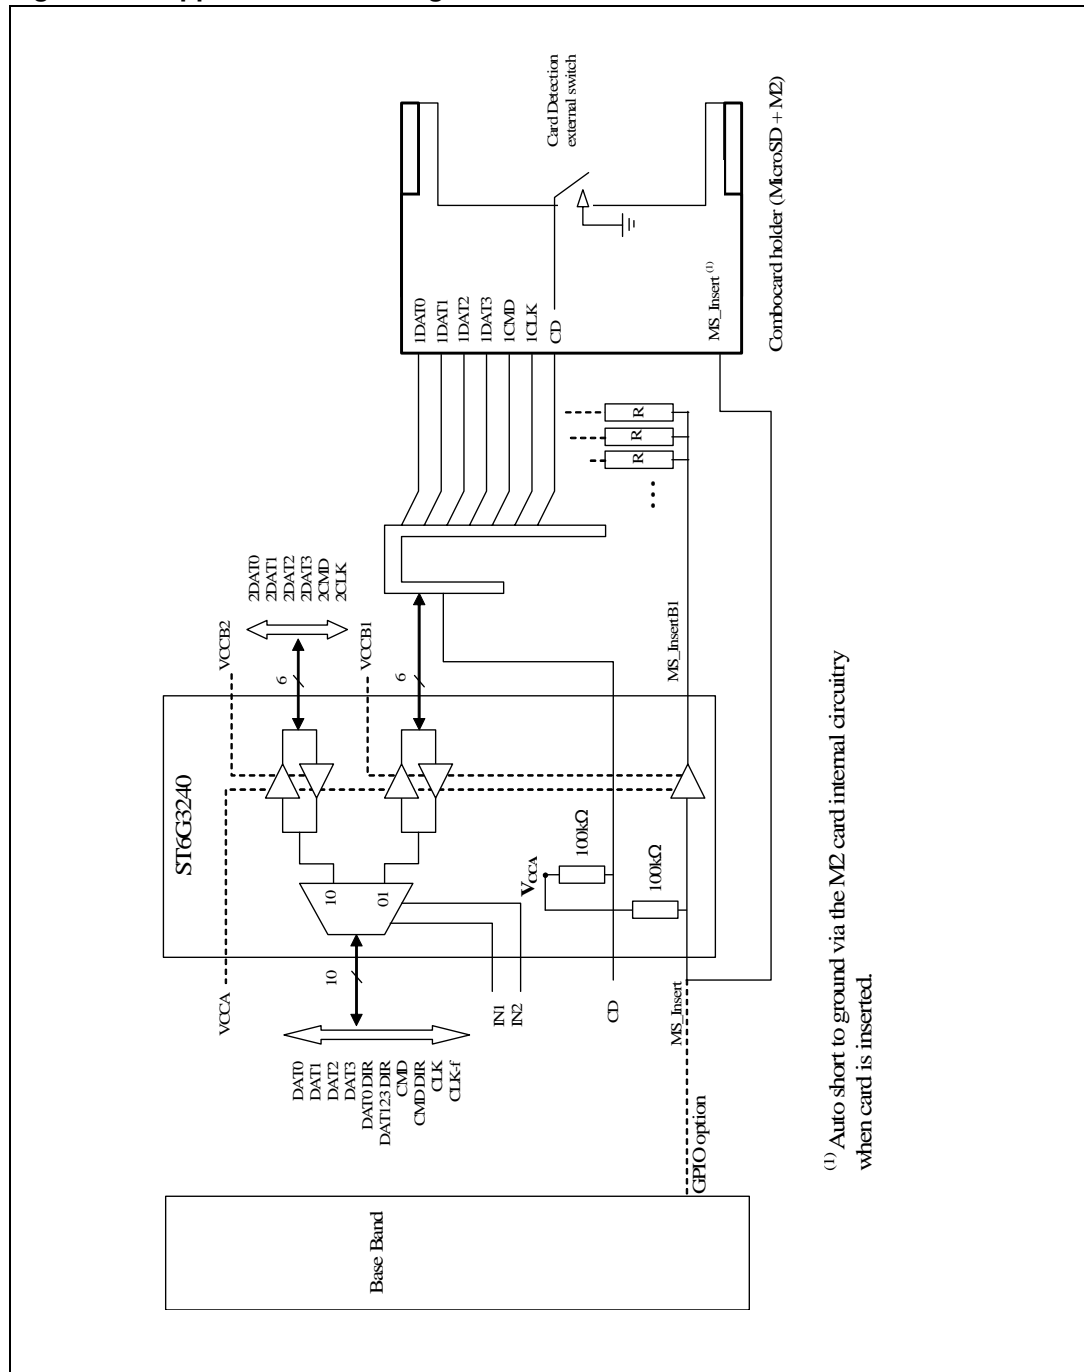 Card Detection
external switch
Combocard holder (MicroSD + M2)
1DAT0
1DAT1
1DAT2
1DAT3
1CMD
1CLK
CD
MS_Insert (1)
R
R
R
...
2DAT0
2DAT1
2DAT2
2DAT3
2CMD
2CLK
VCCB2
VCCB1
6
6
MS_InsertB1
ST6G3240
10
01
VCCA
100kΩ
100kΩ
VCCA
10
IN1
IN2
CD
MS_Insert
DAT0
DAT1
DAT2
DAT3
DAT0 DIR
DAT123 DIR
CMD
CMD DIR
CLK
CLK-f
GPIO option
Base Band
(1) Auto short to ground via the M2 card internal circuitry
when card is inserted.